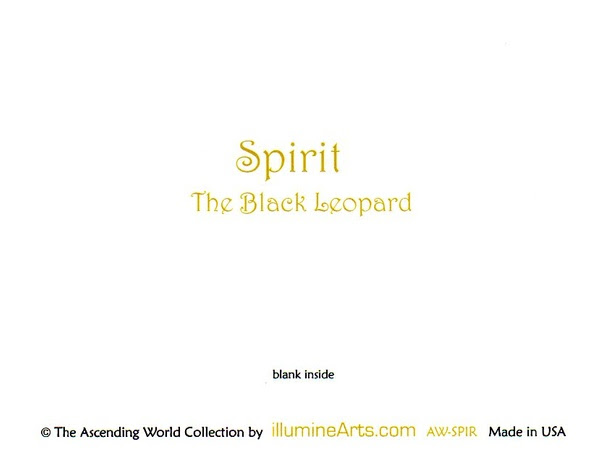 Spirit
The Black Leopard
blank inside
© The Ascending World Collection by illumineArts.com AW-SPIR Made in USA